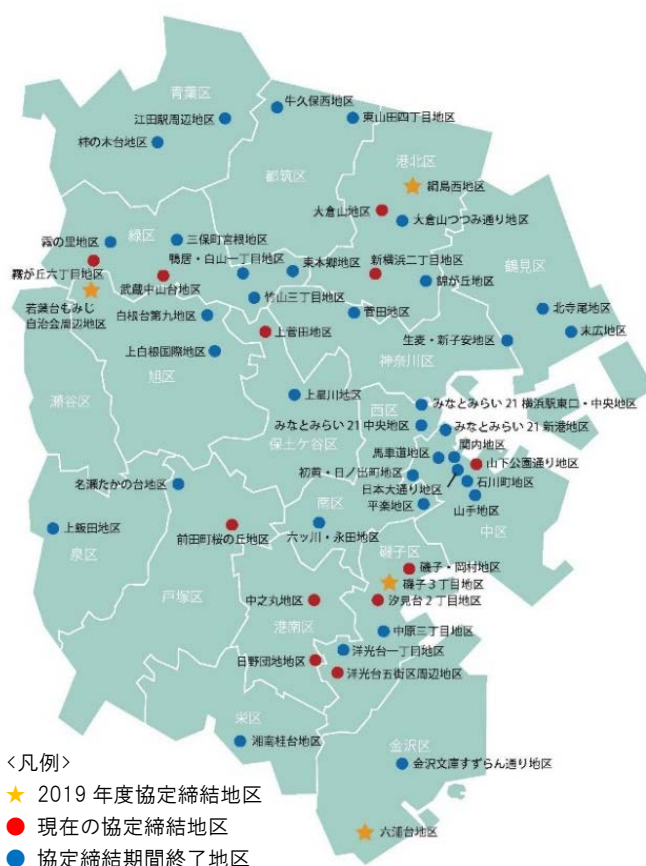 青葉区
牛久保西地区
江田駅周辺地区
東山田四丁目地区
柿の木台地区
港北区
都筑区
綱島西地区
大倉山地区
大倉山つつみ通り地区
緑区
霧の里地区
三保町宮根地区
鴨居・白山一丁目地区
東本郷地区
新横浜二丁目地区
鶴見区
霧が丘六丁目地区
武蔵中山台地区
錦が丘地区
若葉台もみじ
自治会周辺地区
竹山三丁目地区
白根台第九地区
菅田地区
北寺尾地区
上菅田地区
生麦・新子安地区
末広地区
上白根国際地区
神奈川区
旭区
瀬谷区
上星川地区
西区
みなとみらい21 横浜駅東口・中央地区
みなとみらい21 中央地区
みなとみらい21 新港地区
保土ケ谷区
馬車道地区
関内地区
山下公園通り地区
初黄・日ノ出町地区
日本大通り地区
石川町地区
名瀬たかの台地区
南区
平楽地区
山手地区
中区
上飯田地区
前田町桜の丘地区
六ッ川・永田地区
泉区
磯子区
磯子・岡村地区
戸塚区
磯子3丁目地区
中之丸地区
汐見台2丁目地区
港南区
中原三丁目地区
洋光台一丁目地区
日野団地地区
洋光台五街区周辺地区
栄区
湘南桂台地区
金沢区
金沢文庫すずらん通り地区
六浦台地区
<凡例>
★ 2019 年度協定締結地区
● 現在の協定締結地区
● 協定締結期間終了地区